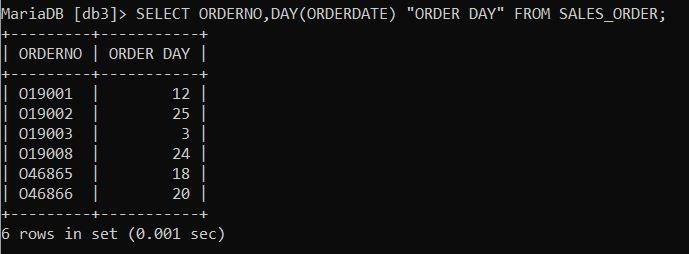 MariaDB [db3]> SELECT ORDERNO,DAY(ORDERDATE) "ORDER DAY" FROM SALES_ORDER;
+---------+-----------+
| ORDERNO | ORDER DAY |
+---------+-----------+
| O19001  |        12 |
| O19002  |        25 |
| O19003  |         3 |
| O19008  |        24 |
| O46865  |        18 |
| O46866  |        20 |
+---------+-----------+
6 rows in set (0.001 sec)